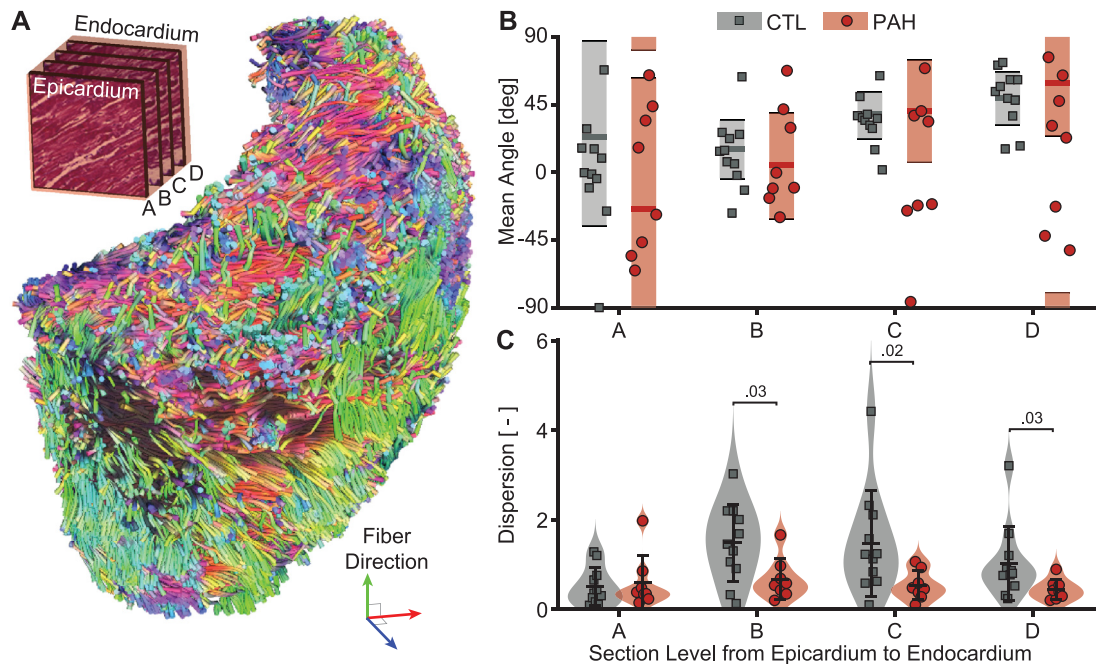 A
Endocardium
Epicardium
A
B
C
D
Fiber
Direction
B
CTL
PAH
Mean Angle [deg]
90
45
0
-45
-90
A
B
C
D
C
Dispersion [ - ]
6
4
2
0
.03
.02
.03
A
B
C
D
Section Level from Epicardium to Endocardium